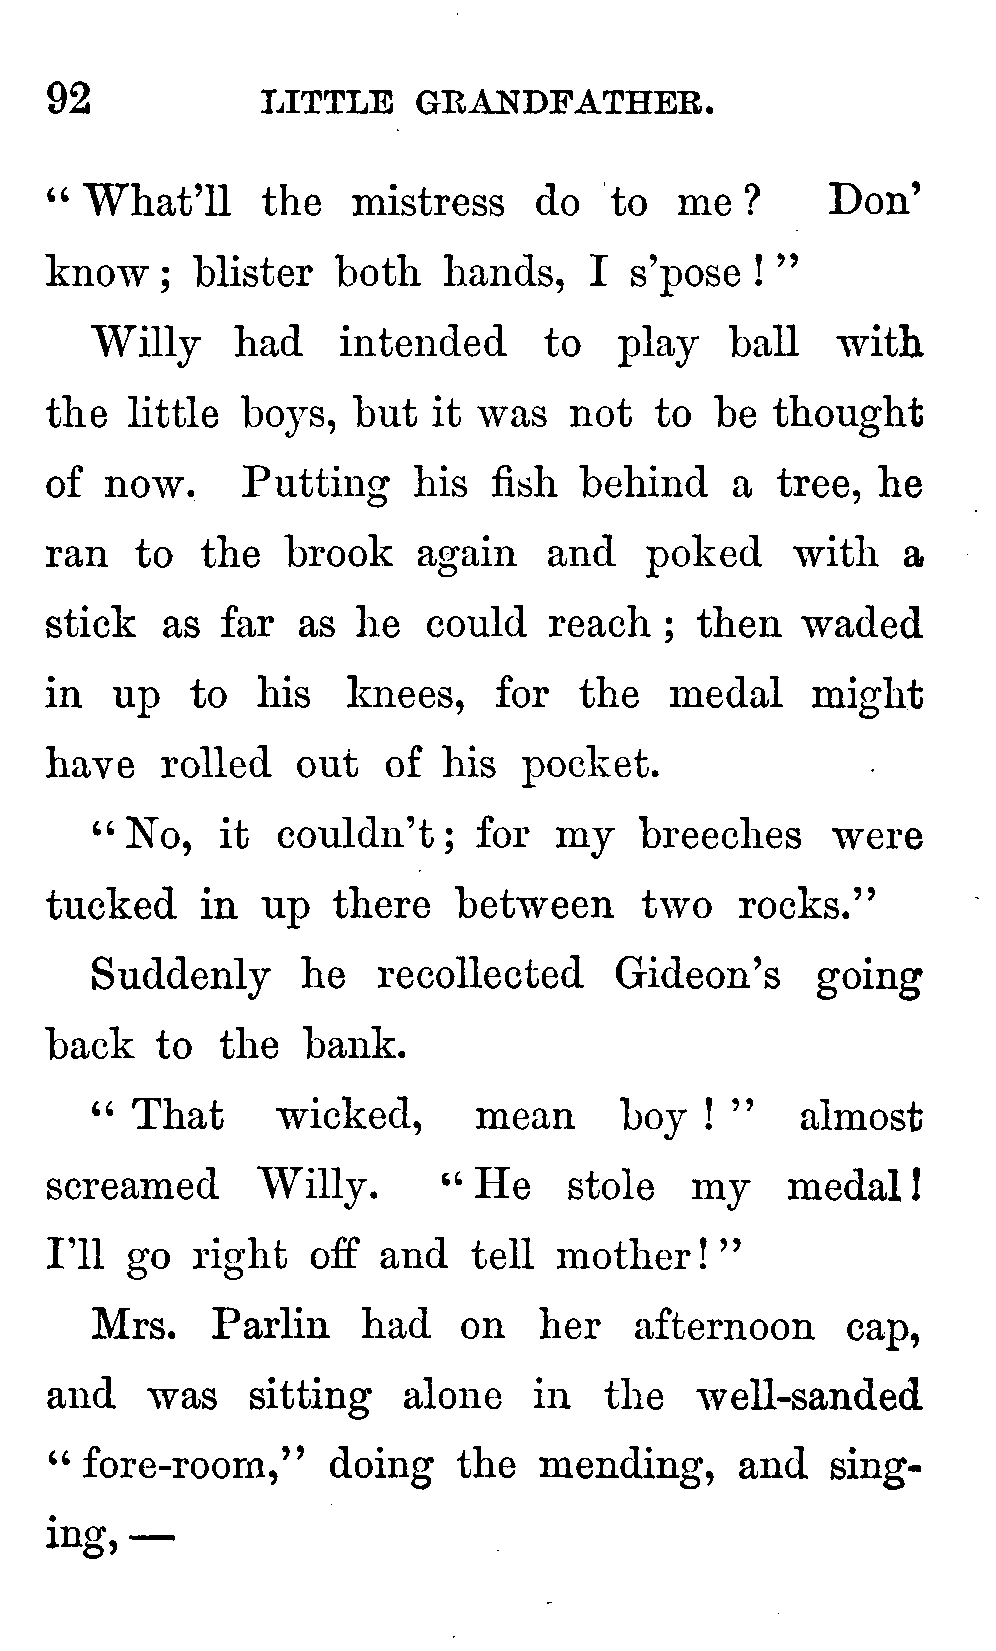 92 LITTLE GRANDFATHER.
“What’ll the mistress do to me? Don’
know; blister both hands, I s’pose!”
Willy had intended to play ball with
the little boys, but it was not to be thought
of now. Putting his fish behind a tree, he
ran to the brook again and poked with a
stick as far as he could reach; then waded
in up to his knees, for the medal might
have rolled out of his pocket.
“No, it couldn’t; for my breeches were
tucked in up there between two rocks.”
Suddenly he recollected Gideon’s going
back to the bank.
“That wicked, mean boy!” almost
screamed Willy. “He stole my medal!
I’ll go right off and tell mother!”
Mrs. Parlin had on her afternoon cap,
and was sitting alone in the well-sanded
“fore-room,” doing the mending, and sing-
ing,—